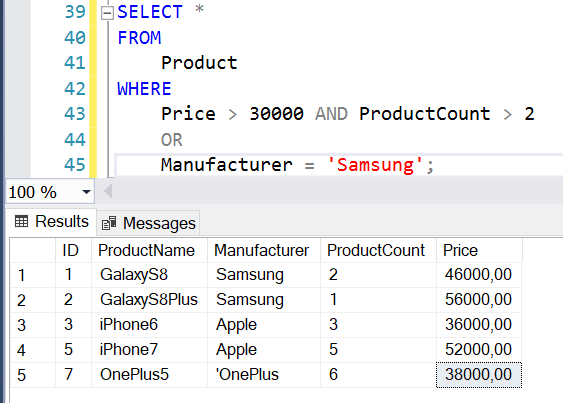 39 SELECT *
40 FROM
41 Product
42 WHERE
43 Price > 30000 AND ProductCount > 2
44 OR
45 Manufacturer = 'Samsung';
100 %
Results Messages
ID ProductName Manufacturer ProductCount Price
1 1 GalaxyS8 Samsung 2 46000,00
2 2 GalaxyS8Plus Samsung 1 56000,00
3 3 iPhone6 Apple 3 36000,00
4 5 iPhone7 Apple 5 52000,00
5 7 OnePlus5 'OnePlus 6 38000,00